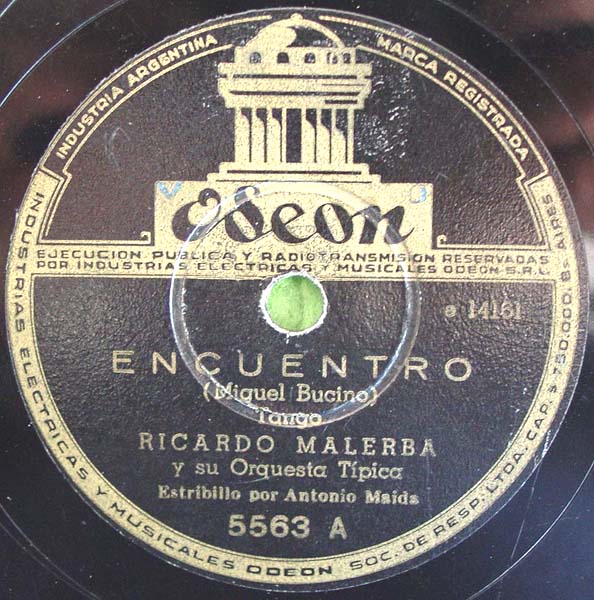 INDUSTRIA ARGENTINA
MARCA REGISTRADA
Odeon
EJECUCION PUBLICA Y RADIOTRANSMISION RESERVADAS
POR INDUSTRIAS ELECTRICAS Y MUSICALES ODEON S.R.L.
e 14161
ENCUENTRO
(Miguel Bucino)
Tango
RICARDO MALERBA
y su Orquesta Típica
Estribillo por Antonio Maida
5563 A
INDUSTRIAS ELECTRICAS Y MUSICALES ODEON SOC. DE RESP. LTDA. CAP. $ 750.000. Bs AIRES